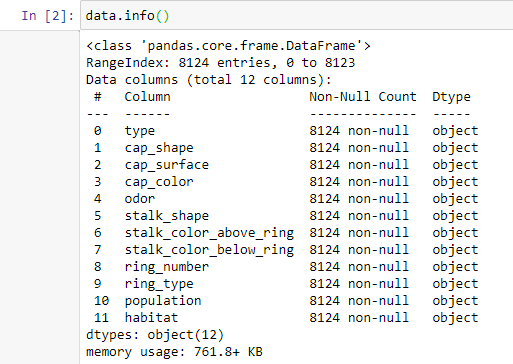 In [2]: data.info()
<class 'pandas.core.frame.DataFrame'>
RangeIndex: 8124 entries, 0 to 8123
Data columns (total 12 columns):
 #   Column                  Non-Null Count  Dtype
---  ------                  --------------  -----
 0   type                    8124 non-null   object
 1   cap_shape               8124 non-null   object
 2   cap_surface             8124 non-null   object
 3   cap_color               8124 non-null   object
 4   odor                    8124 non-null   object
 5   stalk_shape             8124 non-null   object
 6   stalk_color_above_ring  8124 non-null   object
 7   stalk_color_below_ring  8124 non-null   object
 8   ring_number             8124 non-null   object
 9   ring_type               8124 non-null   object
 10  population              8124 non-null   object
 11  habitat                 8124 non-null   object
dtypes: object(12)
memory usage: 761.8+ KB